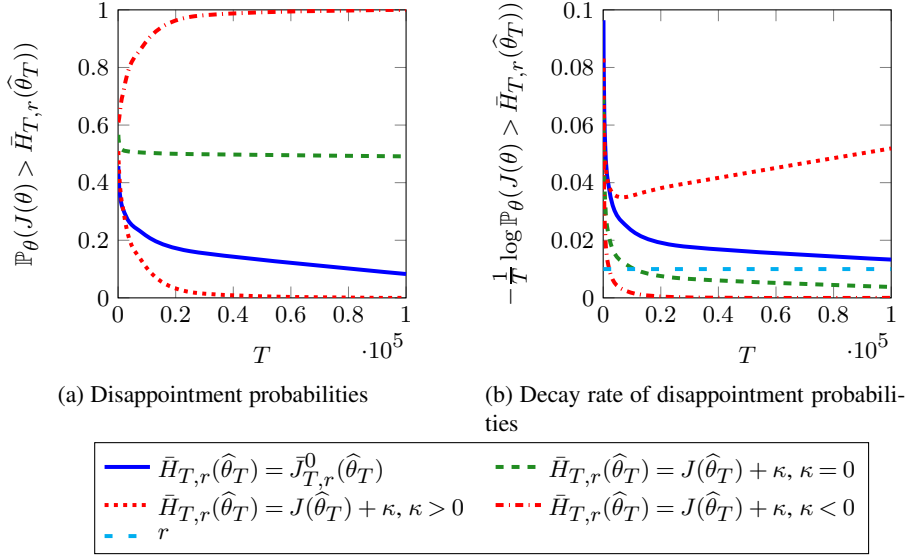 ℙ_θ(J(θ) > H̄_{T,r}(θ̂_T))
1
0.8
0.6
0.4
0.2
0
0 0.2 0.4 0.6 0.8 1
T ·10^5
(a) Disappointment probabilities
−1/T log ℙ_θ(J(θ) > H̄_{T,r}(θ̂_T))
0.1
0.08
0.06
0.04
0.02
0
0 0.2 0.4 0.6 0.8 1
T ·10^5
(b) Decay rate of disappointment probabili-
ties
H̄_{T,r}(θ̂_T) = J̄^0_{T,r}(θ̂_T) H̄_{T,r}(θ̂_T) = J(θ̂_T) + κ, κ = 0
H̄_{T,r}(θ̂_T) = J(θ̂_T) + κ, κ > 0 H̄_{T,r}(θ̂_T) = J(θ̂_T) + κ, κ < 0
r